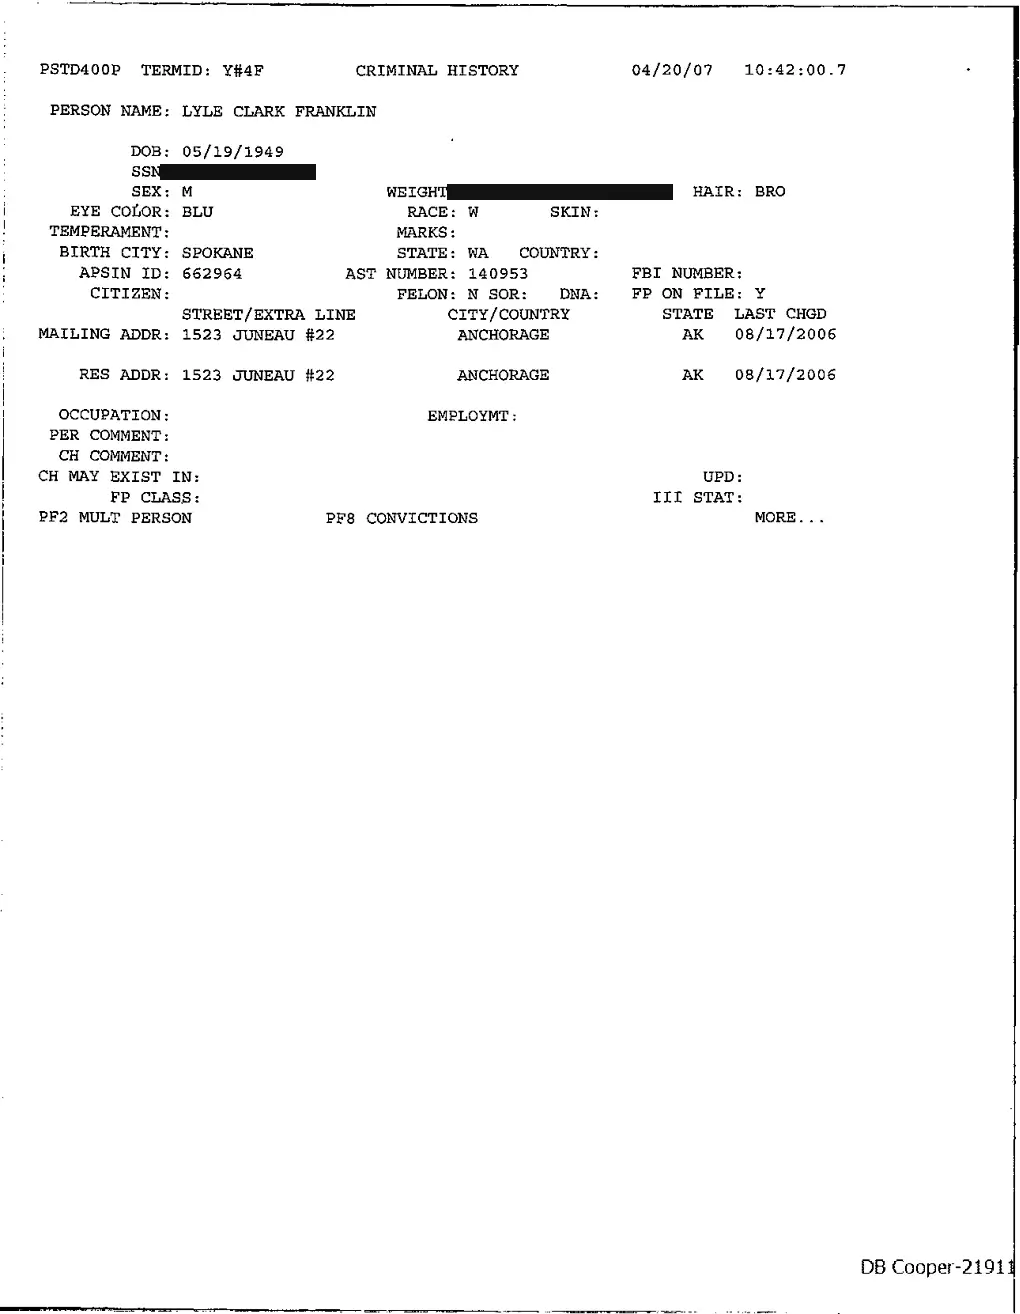 PSTD400P TERMID: Y#4F CRIMINAL HISTORY 04/20/07 10:42:00.7
PERSON NAME: LYLE CLARK FRANKLIN
DOB: 05/19/1949
SSN
SEX: M WEIGHT HAIR: BRO
EYE COLOR: BLU RACE: W SKIN:
TEMPERAMENT: MARKS:
BIRTH CITY: SPOKANE STATE: WA COUNTRY:
APSIN ID: 662964 AST NUMBER: 140953 FBI NUMBER:
CITIZEN: FELON: N SOR: DNA: FP ON FILE: Y
STREET/EXTRA LINE CITY/COUNTRY STATE LAST CHGD
MAILING ADDR: 1523 JUNEAU #22 ANCHORAGE AK 08/17/2006
RES ADDR: 1523 JUNEAU #22 ANCHORAGE AK 08/17/2006
OCCUPATION: EMPLOYMT:
PER COMMENT:
CH COMMENT:
CH MAY EXIST IN: UPD:
FP CLASS: III STAT:
PF2 MULT PERSON PF8 CONVICTIONS MORE...
DB Cooper-21911